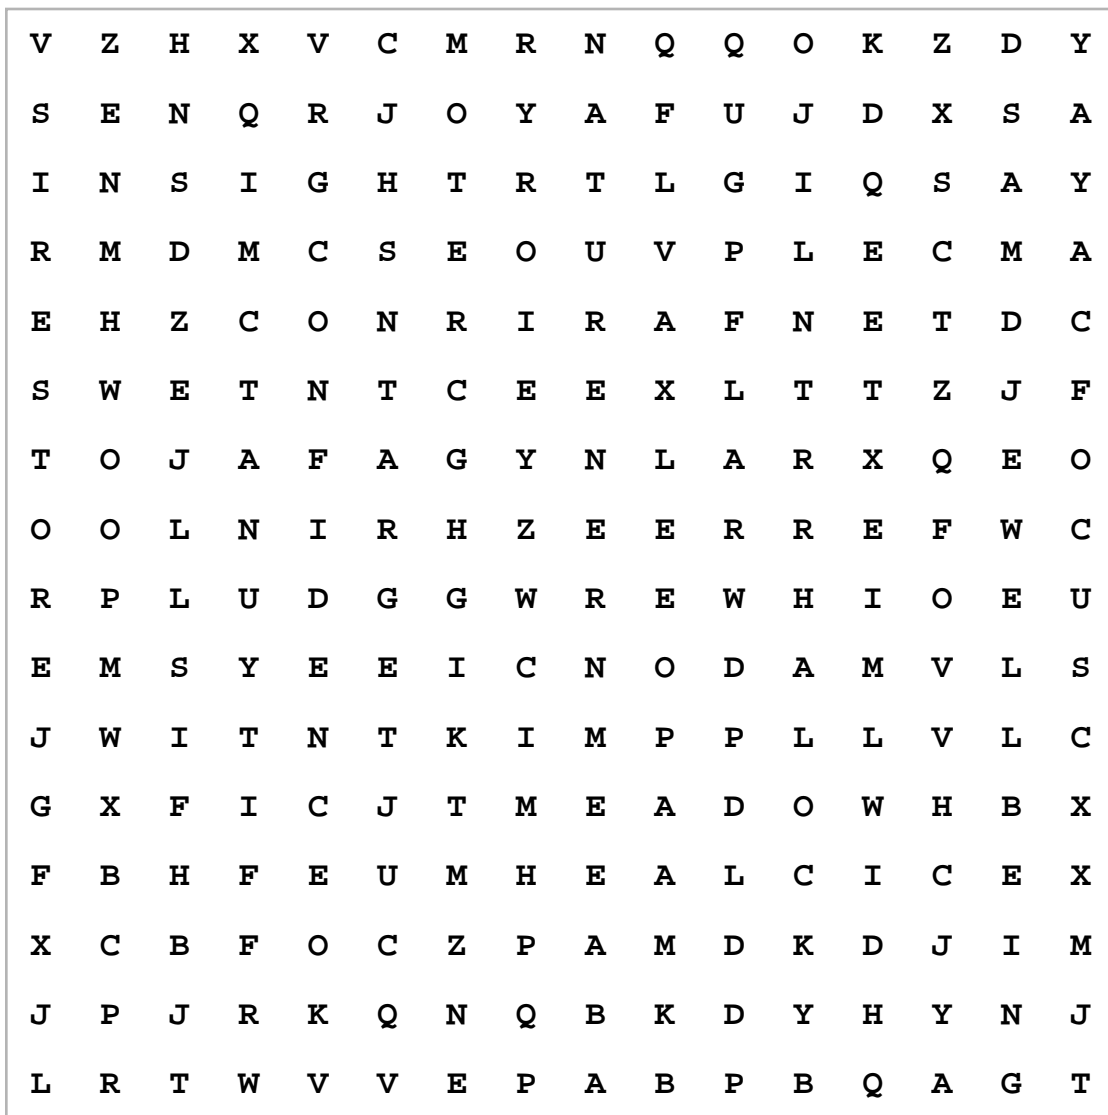 V Z H X V C M R N Q Q O K Z D Y
S E N Q R J O Y A F U J D X S A
I N S I G H T R T L G I Q S A Y
R M D M C S E O U V P L E C M A
E H Z C O N R I R A F N E T D C
S W E T N T C E E X L T T Z J F
T O J A F A G Y N L A R X Q E O
O O L N I R H Z E E R R E F W C
R P L U D G G W R E W H I O E U
E M S Y E E I C N O D A M V L S
J W I T N T K I M P P L L V L C
G X F I C J T M E A D O W H B X
F B H F E U M H E A L C I C E X
X C B F O C Z P A M D K D J I M
J P J R K Q N Q B K D Y H Y N J
L R T W V V E P A B P B Q A G T